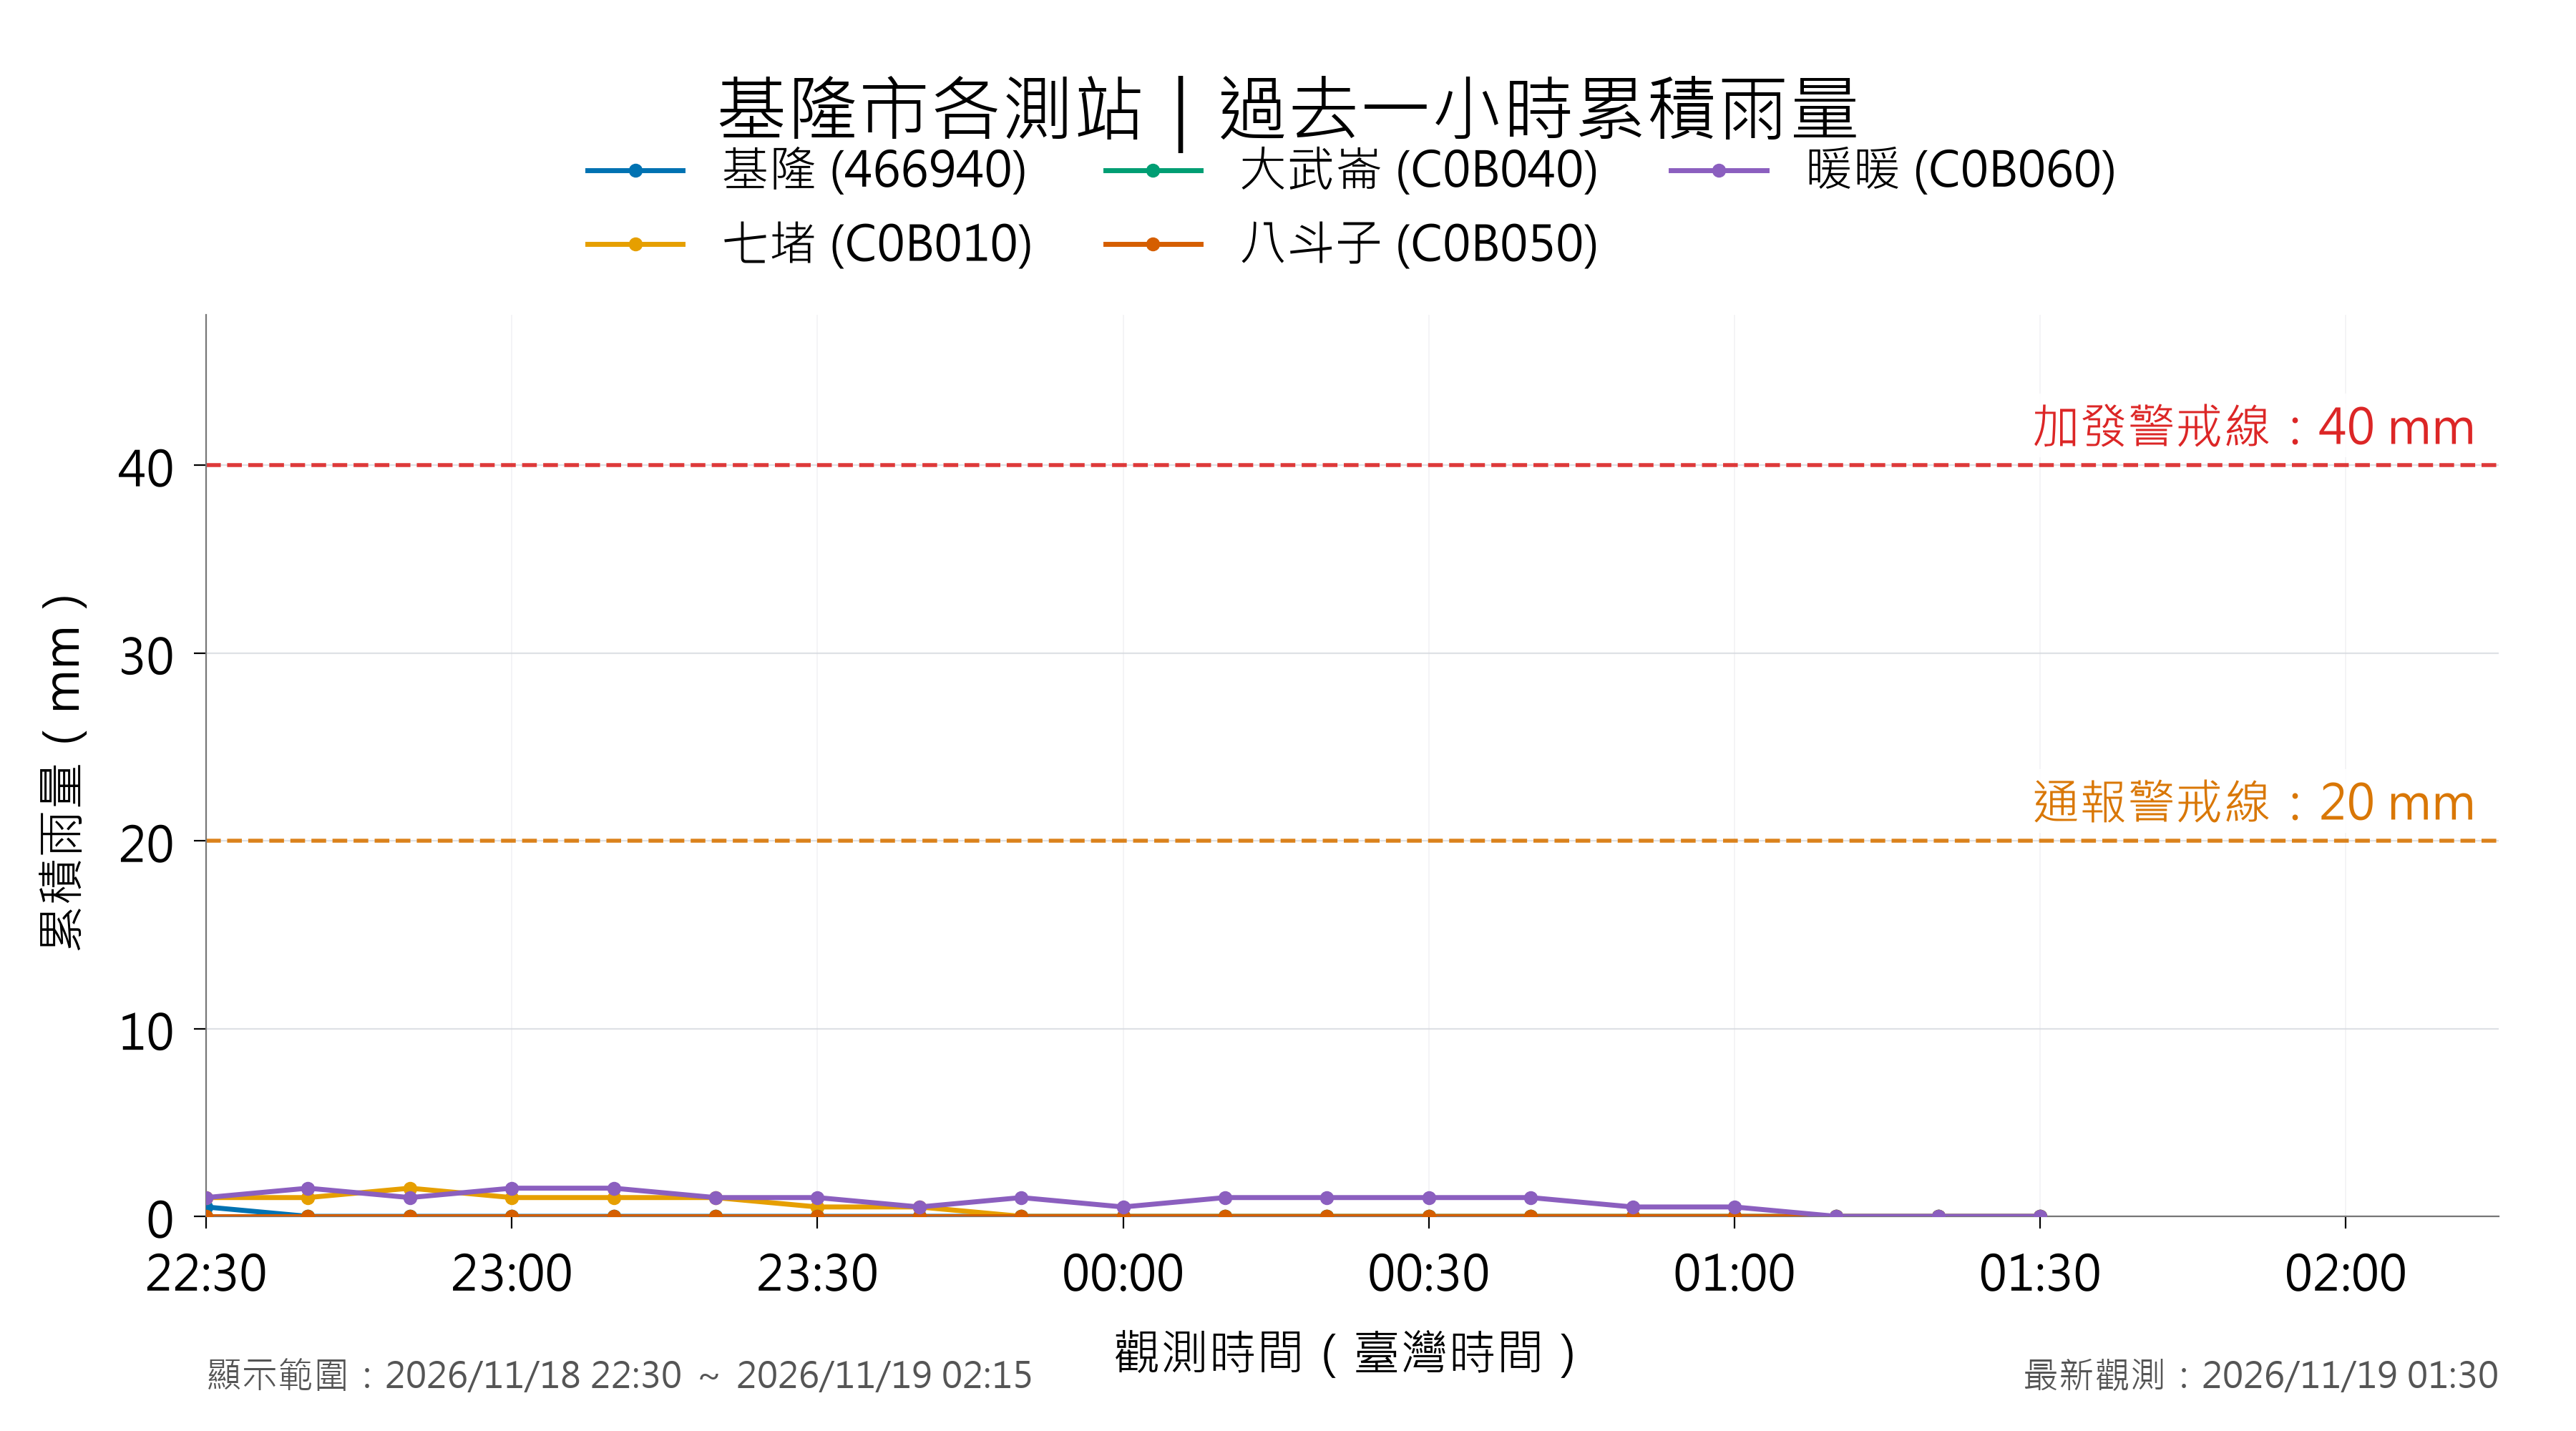 基隆市各測站｜過去一小時累積雨量
基隆 (466940)
大武崙 (C0B040)
暖暖 (C0B060)
七堵 (C0B010)
八斗子 (C0B050)
加發警戒線：40 mm
通報警戒線：20 mm
累積雨量（mm）
40
30
20
10
0
22:30
23:00
23:30
00:00
00:30
01:00
01:30
02:00
觀測時間（臺灣時間）
顯示範圍：2026/11/18 22:30 ~ 2026/11/19 02:15
最新觀測：2026/11/19 01:30